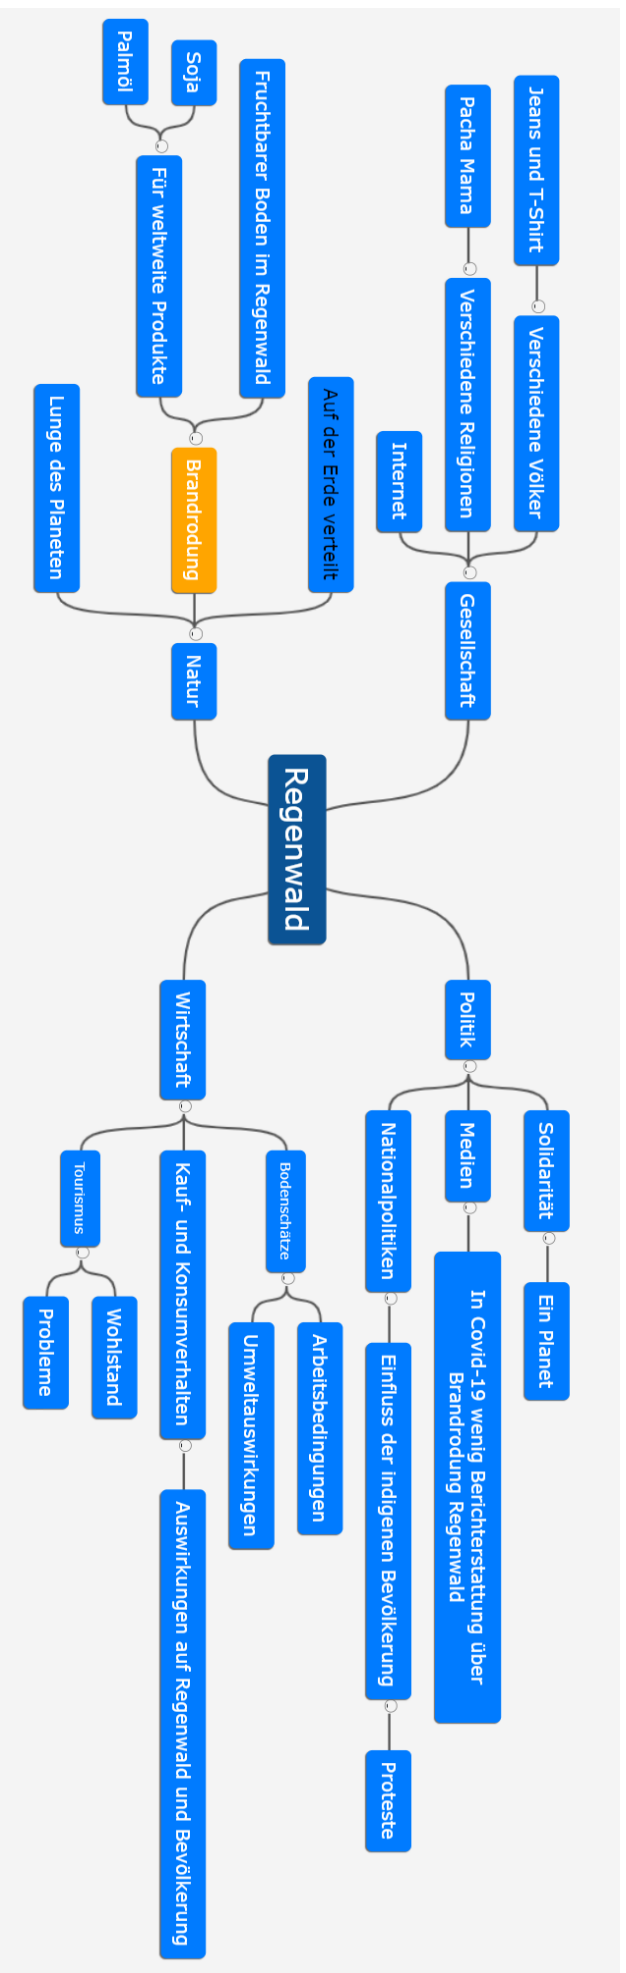 Regenwald
Gesellschaft
Verschiedene Völker
Jeans und T-Shirt
Verschiedene Religionen
Pacha Mama
Internet
Natur
Auf der Erde verteilt
Brandrodung
Fruchtbarer Boden im Regenwald
Für weltweite Produkte
Soja
Palmöl
Lunge des Planeten
Politik
Solidarität
Ein Planet
Medien
In Covid-19 wenig Berichterstattung über
Brandrodung Regenwald
Nationalpolitiken
Einfluss der indigenen Bevölkerung
Proteste
Wirtschaft
Bodenschätze
Arbeitsbedingungen
Umweltauswirkungen
Kauf- und Konsumverhalten
Auswirkungen auf Regenwald und Bevölkerung
Tourismus
Wohlstand
Probleme